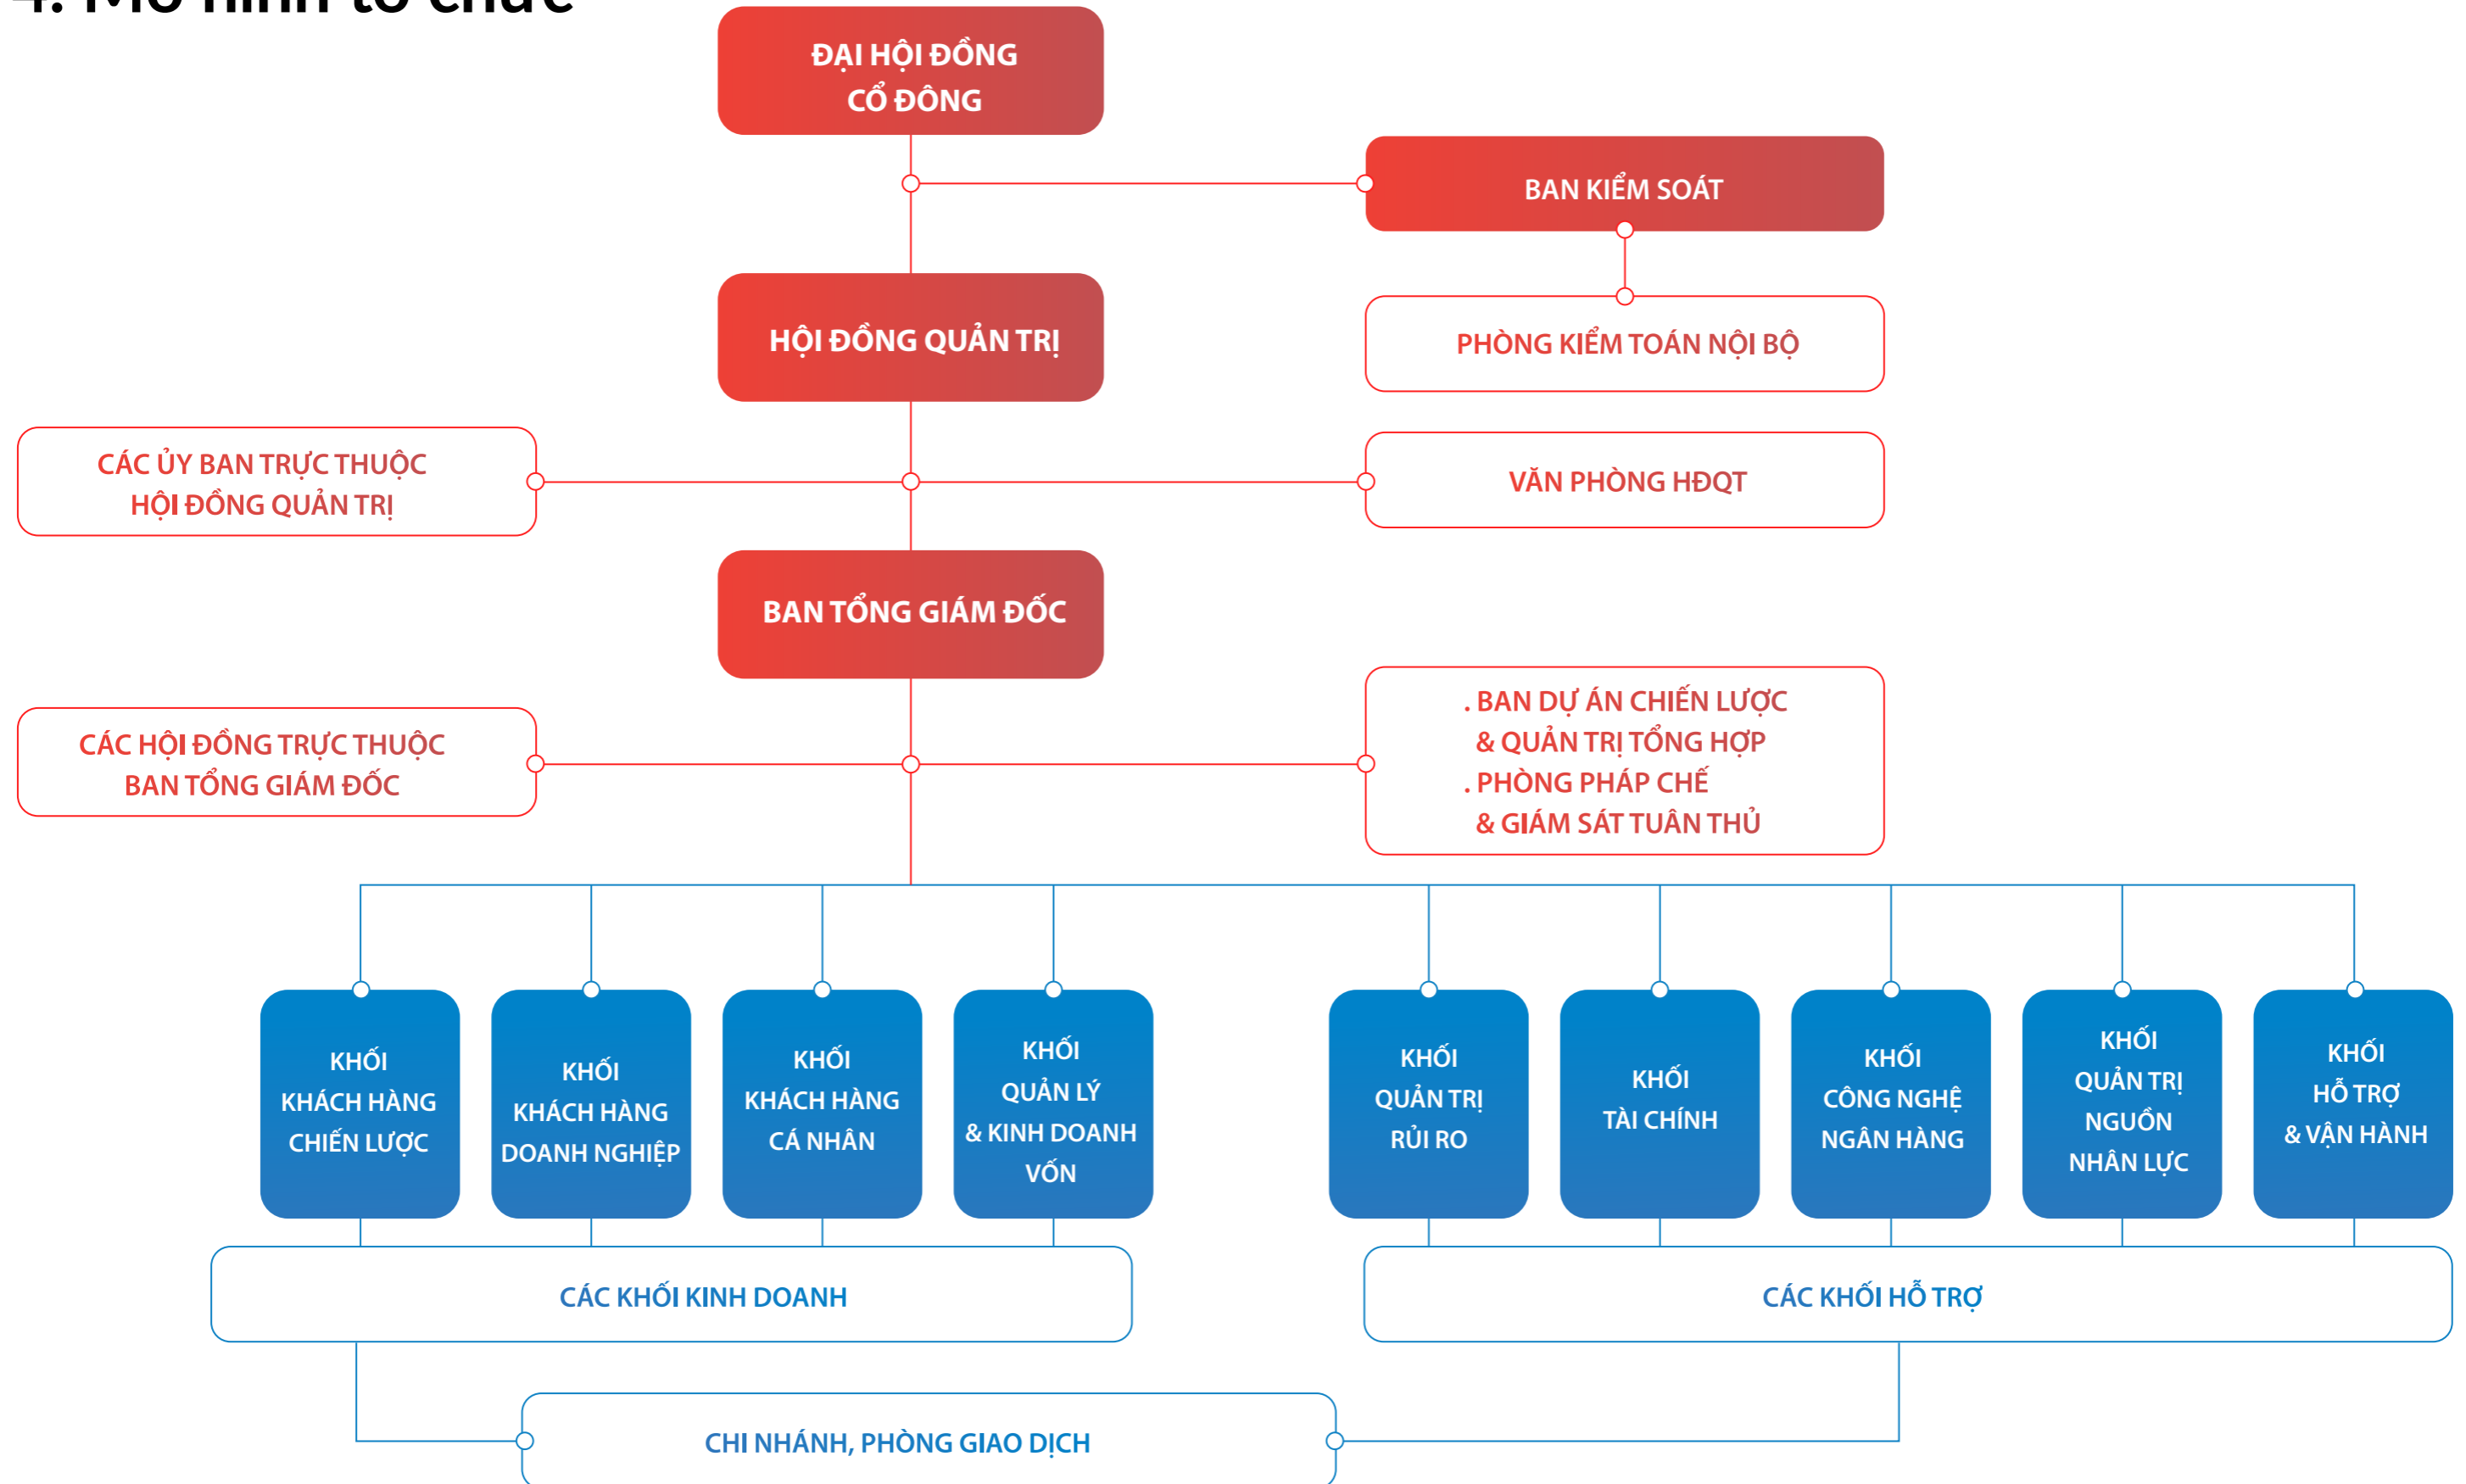 4. Mô hình tổ chức
ĐẠI HỘI ĐỒNG
CỔ ĐÔNG
BAN KIỂM SOÁT
HỘI ĐỒNG QUẢN TRỊ
PHÒNG KIỂM TOÁN NỘI BỘ
CÁC ỦY BAN TRỰC THUỘC
HỘI ĐỒNG QUẢN TRỊ
VĂN PHÒNG HĐQT
BAN TỔNG GIÁM ĐỐC
CÁC HỘI ĐỒNG TRỰC THUỘC
BAN TỔNG GIÁM ĐỐC
. BAN DỰ ÁN CHIẾN LƯỢC
& QUẢN TRỊ TỔNG HỢP
. PHÒNG PHÁP CHẾ
& GIÁM SÁT TUÂN THỦ
KHỐI
KHÁCH HÀNG
CHIẾN LƯỢC
KHỐI
KHÁCH HÀNG
DOANH NGHIỆP
KHỐI
KHÁCH HÀNG
CÁ NHÂN
KHỐI
QUẢN LÝ
& KINH DOANH
VỐN
KHỐI
QUẢN TRỊ
RỦI RO
KHỐI
TÀI CHÍNH
KHỐI
CÔNG NGHỆ
NGÂN HÀNG
KHỐI
QUẢN TRỊ
NGUỒN
NHÂN LỰC
KHỐI
HỖ TRỢ
& VẬN HÀNH
CÁC KHỐI KINH DOANH
CÁC KHỐI HỖ TRỢ
CHI NHÁNH, PHÒNG GIAO DỊCH